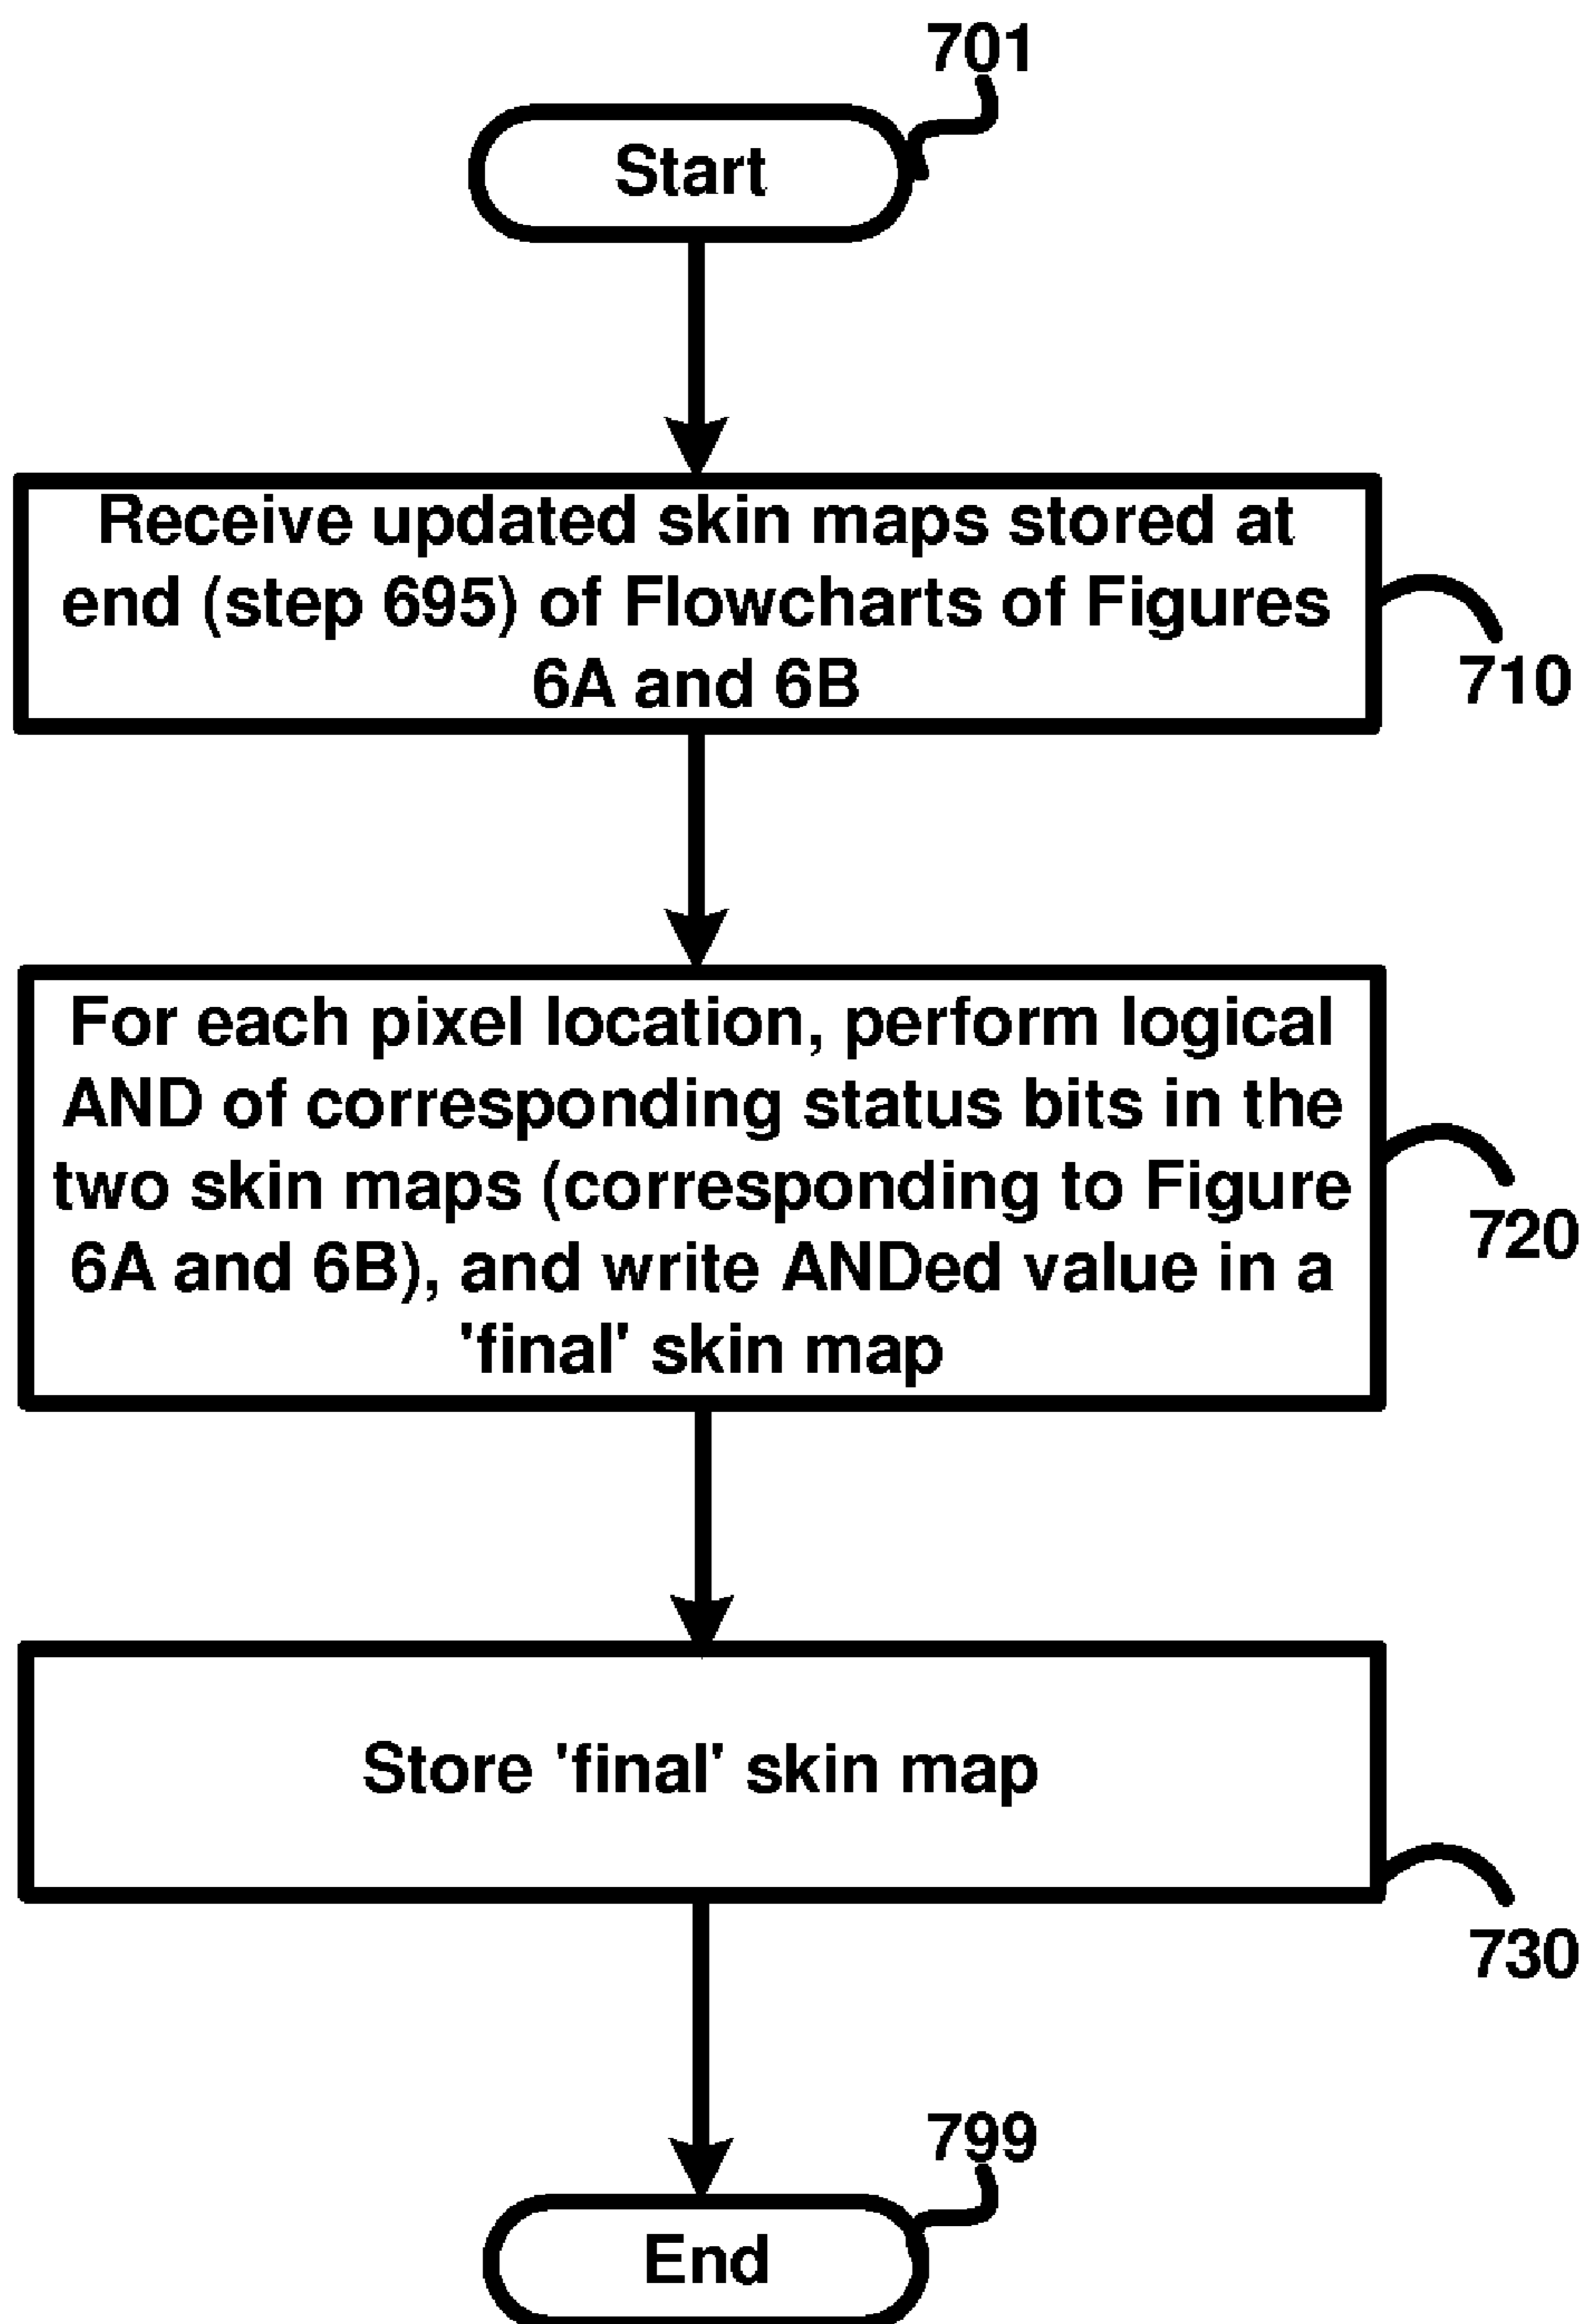 701
Start
Receive updated skin maps stored at
end (step 695) of Flowcharts of Figures
6A and 6B
710
For each pixel location, perform logical
AND of corresponding status bits in the
two skin maps (corresponding to Figure
6A and 6B), and write ANDed value in a
'final' skin map
720
Store 'final' skin map
730
799
End